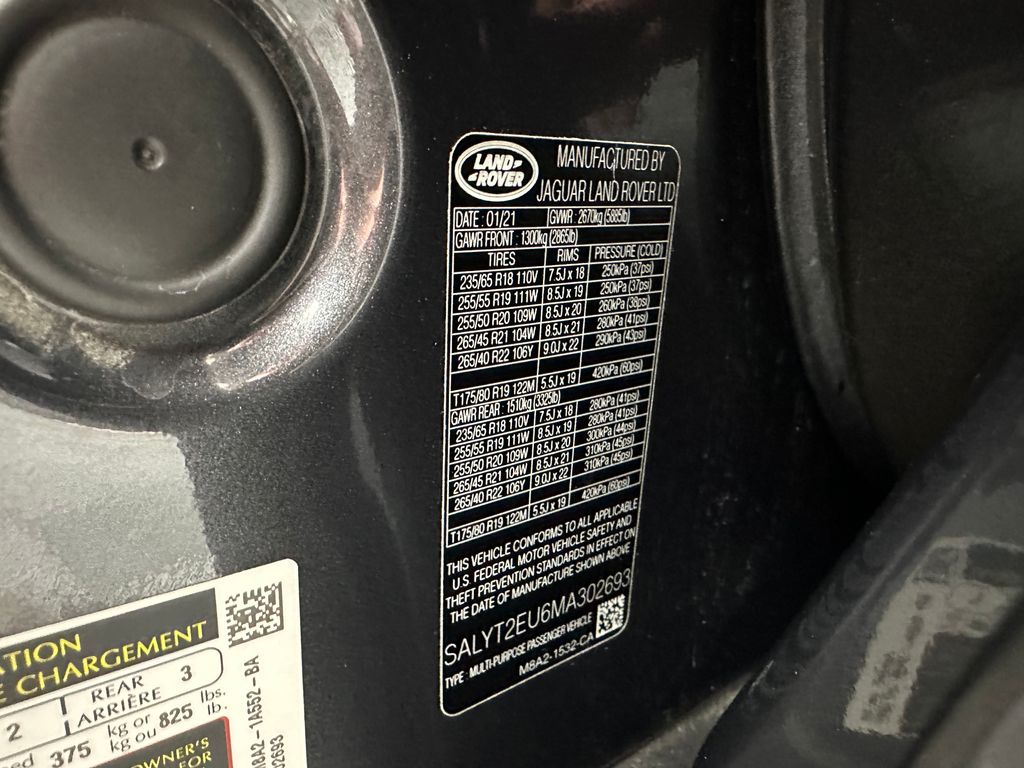 LAND-
-ROVER
MANUFACTURED BY
JAGUAR LAND ROVER LTD
DATE : 01/21 GVWR : 2670kg (5885lb)
GAWR FRONT : 1300kg (2865lb)
TIRES RIMS PRESSURE (COLD)
235/65 R18 110V 7.5J x 18 250kPa (37psi)
255/55 R19 111W 8.5J x 19 250kPa (37psi)
255/50 R20 109W 8.5J x 20 260kPa (38psi)
265/45 R21 104W 8.5J x 21 280kPa (41psi)
265/40 R22 106Y 9.0J x 22 290kPa (43psi)
T175/80 R19 122M 5.5J x 19 420kPa (60psi)
GAWR REAR : 1510kg (3325lb)
235/65 R18 110V 7.5J x 18 280kPa (41psi)
255/55 R19 111W 8.5J x 19 280kPa (41psi)
255/50 R20 109W 8.5J x 20 300kPa (44psi)
265/45 R21 104W 8.5J x 21 310kPa (45psi)
265/40 R22 106Y 9.0J x 22 310kPa (45psi)
T175/80 R19 122M 5.5J x 19 420kPa (60psi)
THIS VEHICLE CONFORMS TO ALL APPLICABLE
U.S. FEDERAL MOTOR VEHICLE SAFETY AND
THEFT PREVENTION STANDARDS IN EFFECT ON
THE DATE OF MANUFACTURE SHOWN ABOVE
SALYT2EU6MA302693
TYPE : MULTI-PURPOSE PASSENGER VEHICLE
M8A2-1532-CA
ATION
E CHARGEMENT
2 REAR 3
ARRIÈRE
ed 375 kg or 825 lbs.
kg ou lb.
OWNER'S
FOR
M8A2-1A552-BA
02693